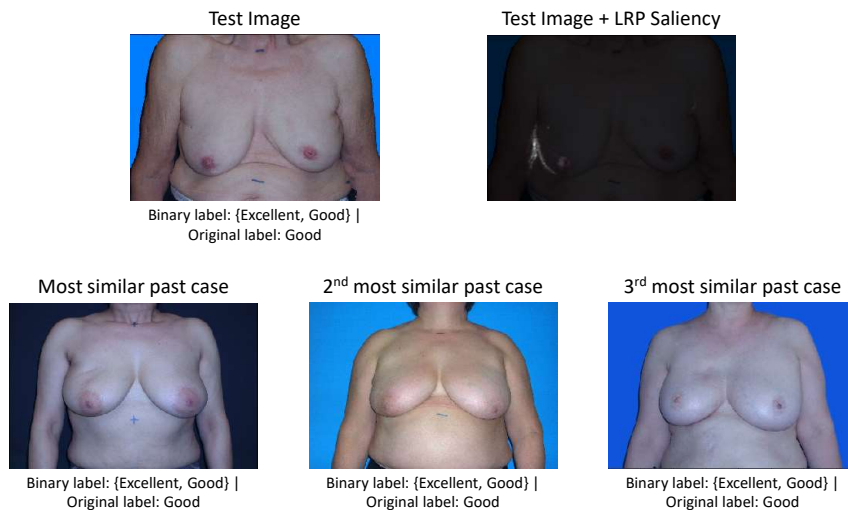 Test Image
Test Image + LRP Saliency
Binary label: {Excellent, Good} |
Original label: Good
Most similar past case
2nd most similar past case
3rd most similar past case
Binary label: {Excellent, Good} |
Original label: Good
Binary label: {Excellent, Good} |
Original label: Good
Binary label: {Excellent, Good} |
Original label: Good